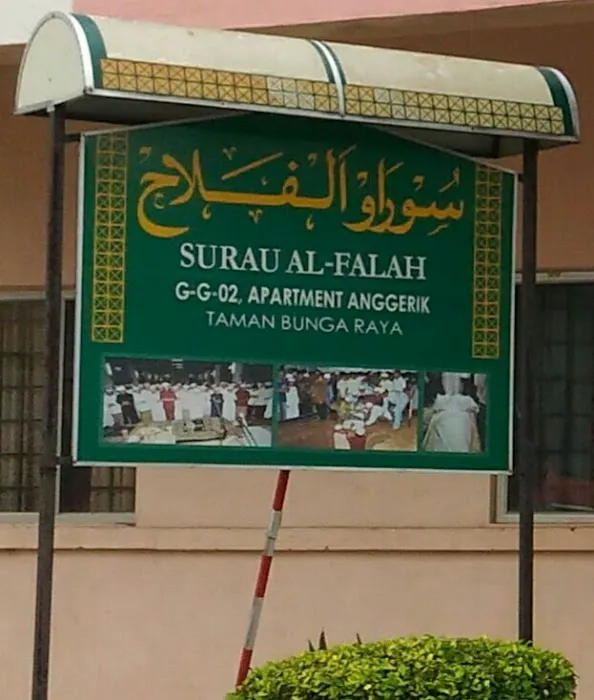 سوراو الفلاح
SURAU AL-FALAH
G-G-02, APARTMENT ANGGERIK
TAMAN BUNGA RAYA